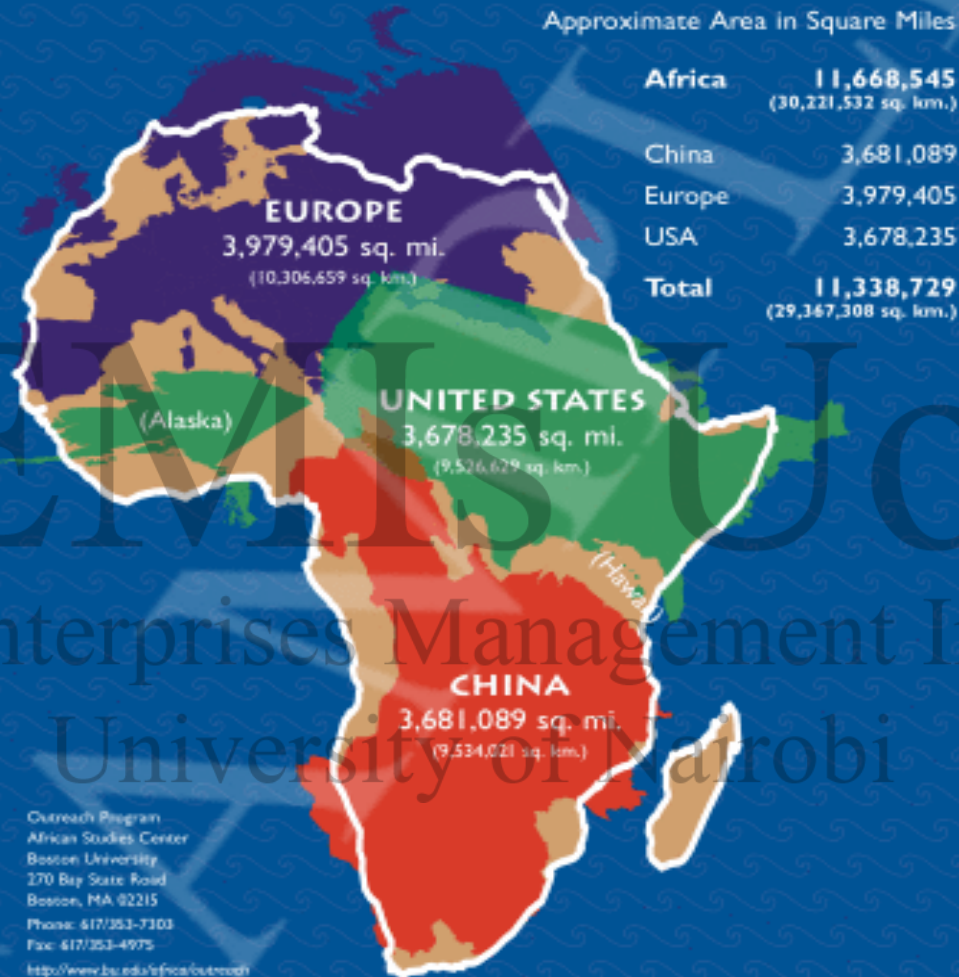 Approximate Area in Square Miles
Africa 11,668,545
(30,221,532 sq. km.)
China 3,681,089
Europe 3,979,405
USA 3,678,235
Total 11,338,729
(29,367,308 sq. km.)
EUROPE
3,979,405 sq. mi.
(10,306,659 sq. km.)
UNITED STATES
3,678,235 sq. mi.
(9,526,629 sq. km.)
(Alaska)
(Hawaii)
CHINA
3,681,089 sq. mi.
(9,534,021 sq. km.)
EMIs Uo
nterprises Management I
University of Nairobi
Outreach Program
African Studies Center
Boston University
270 Bay State Road
Boston, MA 02215
Phone: 617/353-7303
Fax: 617/353-4975
http://www.bu.edu/africa/outreach